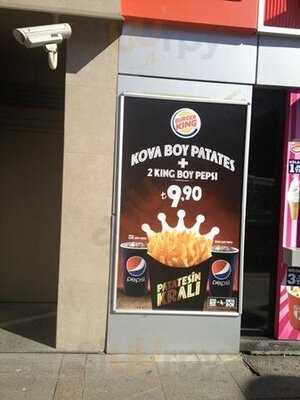 BURGER
KING
KOVA BOY PATATES
+
2 KING BOY PEPSI
₺9,90
PATATESİN
KRALI
pepsi
pepsi